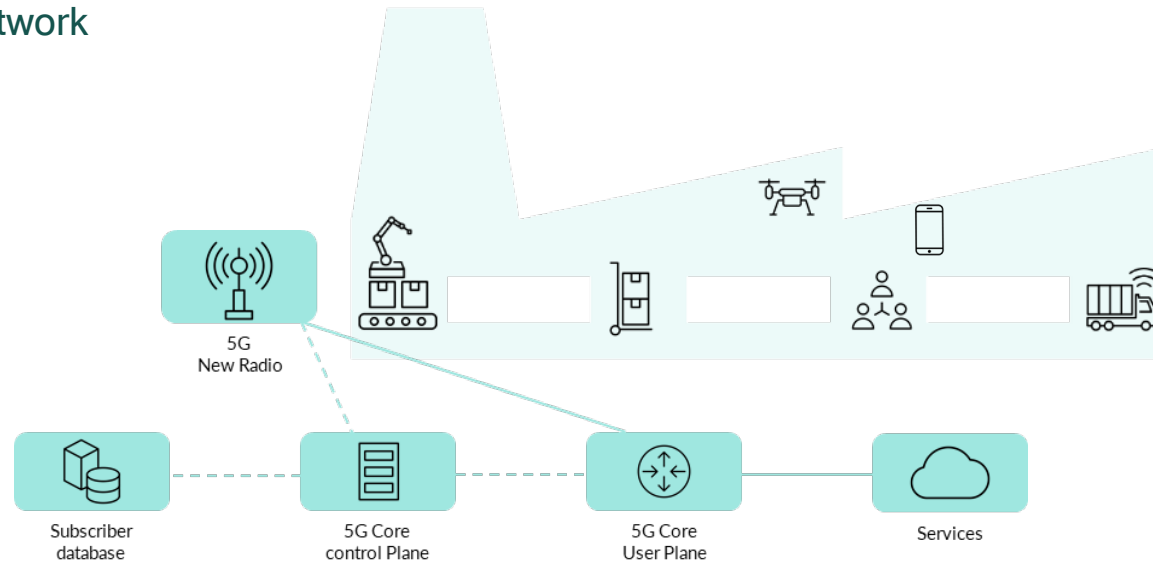 twork
5G
New Radio
Subscriber
database
5G Core
control Plane
5G Core
User Plane
Services